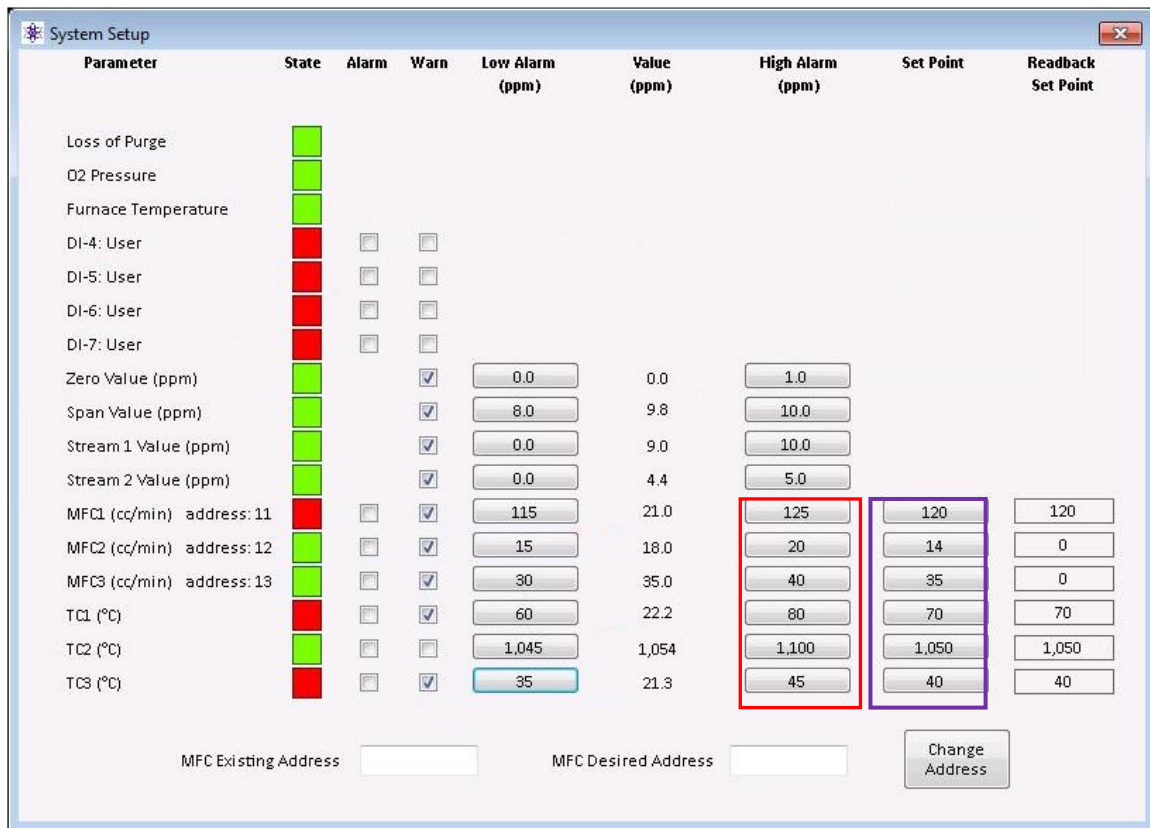 System Setup
Parameter State Alarm Warn Low Alarm (ppm) Value (ppm) High Alarm (ppm) Set Point Readback Set Point
Loss of Purge
O2 Pressure
Furnace Temperature
DI-4: User
DI-5: User
DI-6: User
DI-7: User
Zero Value (ppm) 0.0 0.0 1.0
Span Value (ppm) 8.0 9.8 10.0
Stream 1 Value (ppm) 0.0 9.0 10.0
Stream 2 Value (ppm) 0.0 4.4 5.0
MFC1 (cc/min) address: 11 115 21.0 125 120 120
MFC2 (cc/min) address: 12 15 18.0 20 14 0
MFC3 (cc/min) address: 13 30 35.0 40 35 0
TC1 (°C) 60 22.2 80 70 70
TC2 (°C) 1,045 1,054 1,100 1,050 1,050
TC3 (°C) 35 21.3 45 40 40
MFC Existing Address MFC Desired Address Change Address